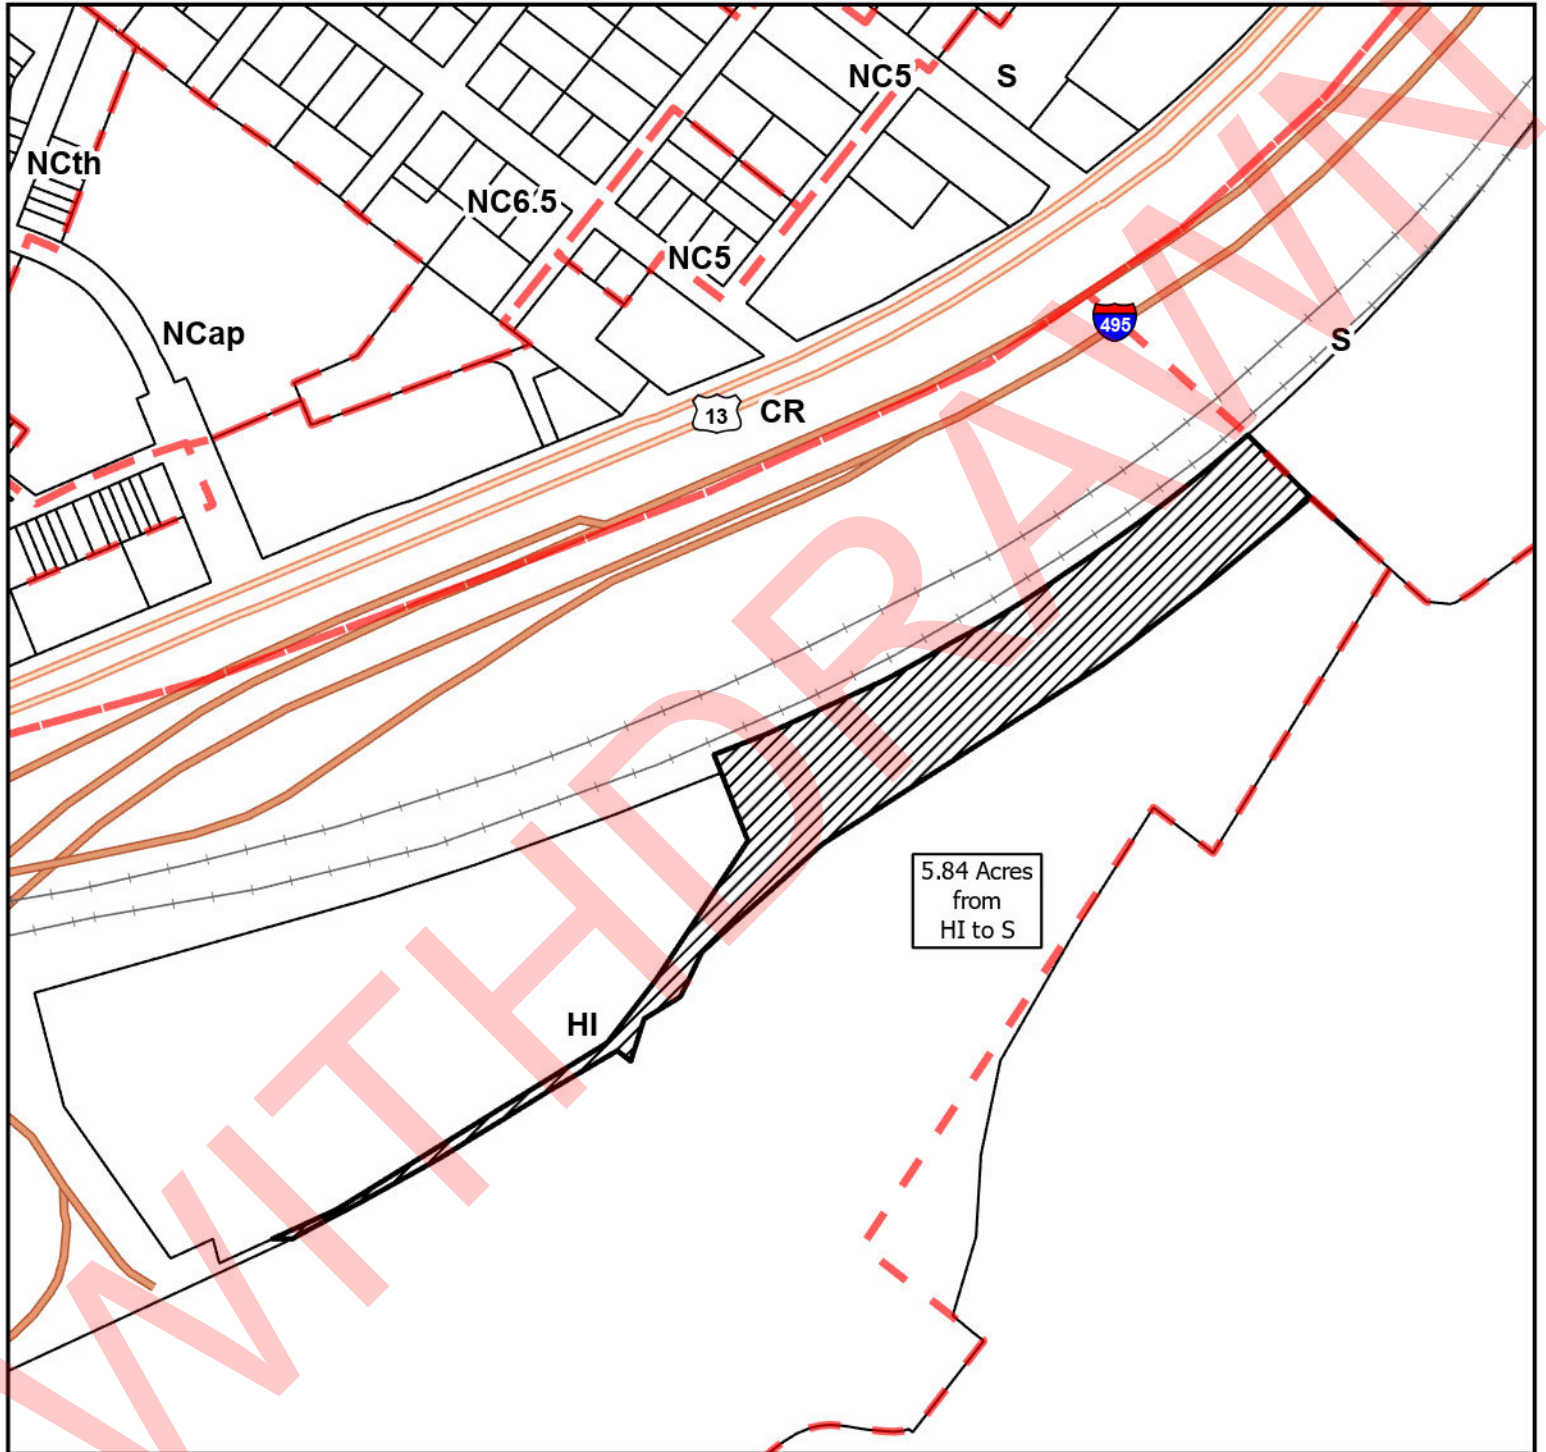 NC5
S
NCth
NC6.5
NC5
495
NCap
S
13
CR
5.84 Acres
from
HI to S
HI
WITHDRAWN